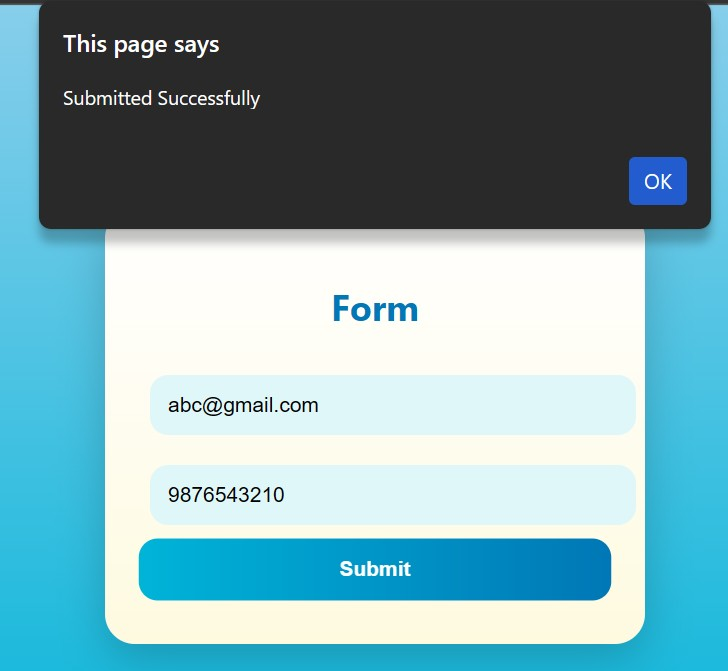 This page says
Submitted Successfully
OK
Form
abc@gmail.com
9876543210
Submit